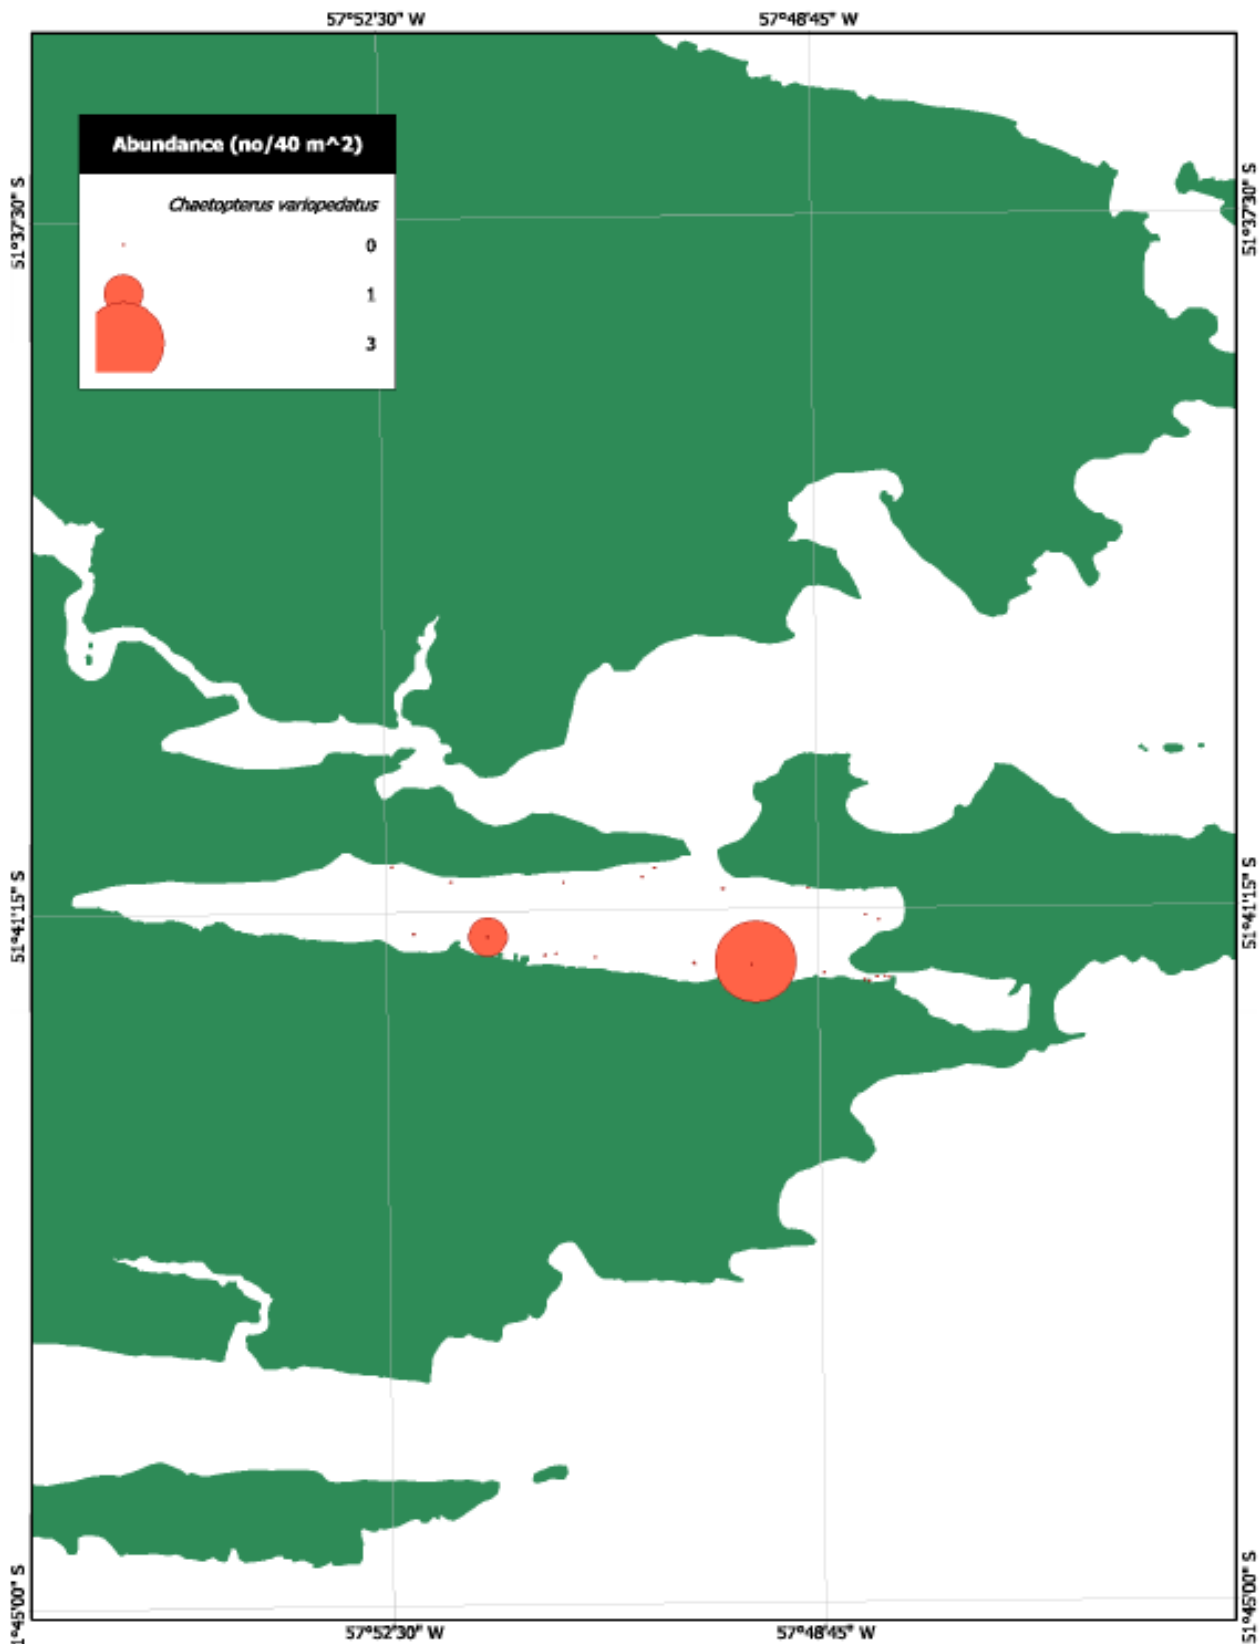 57°52'30" W 57°48'45" W
Abundance (no/40 m^2)
Chaetopterus variopedatus
0
1
3
51°37'30" S
51°37'30" S
51°41'15" S
51°41'15" S
1°45'00" S
51°45'00" S
57°52'30" W 57°48'45" W